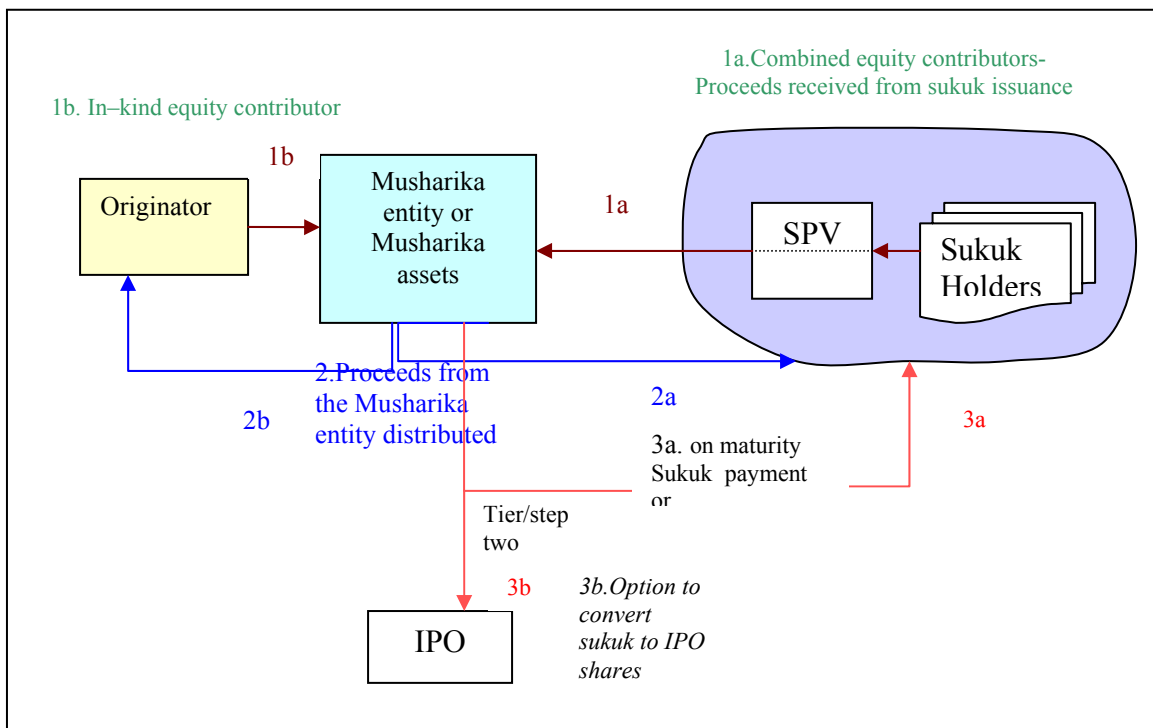 1a.Combined equity contributors-
Proceeds received from sukuk issuance
1b. In–kind equity contributor
1b
Originator
Musharika
entity or
Musharika
assets
1a
SPV
Sukuk
Holders
2.Proceeds from
the Musharika
entity distributed
2b
2a
3a
3a. on maturity
Sukuk payment
or
Tier/step
two
3b
3b.Option to
convert
sukuk to IPO
shares
IPO